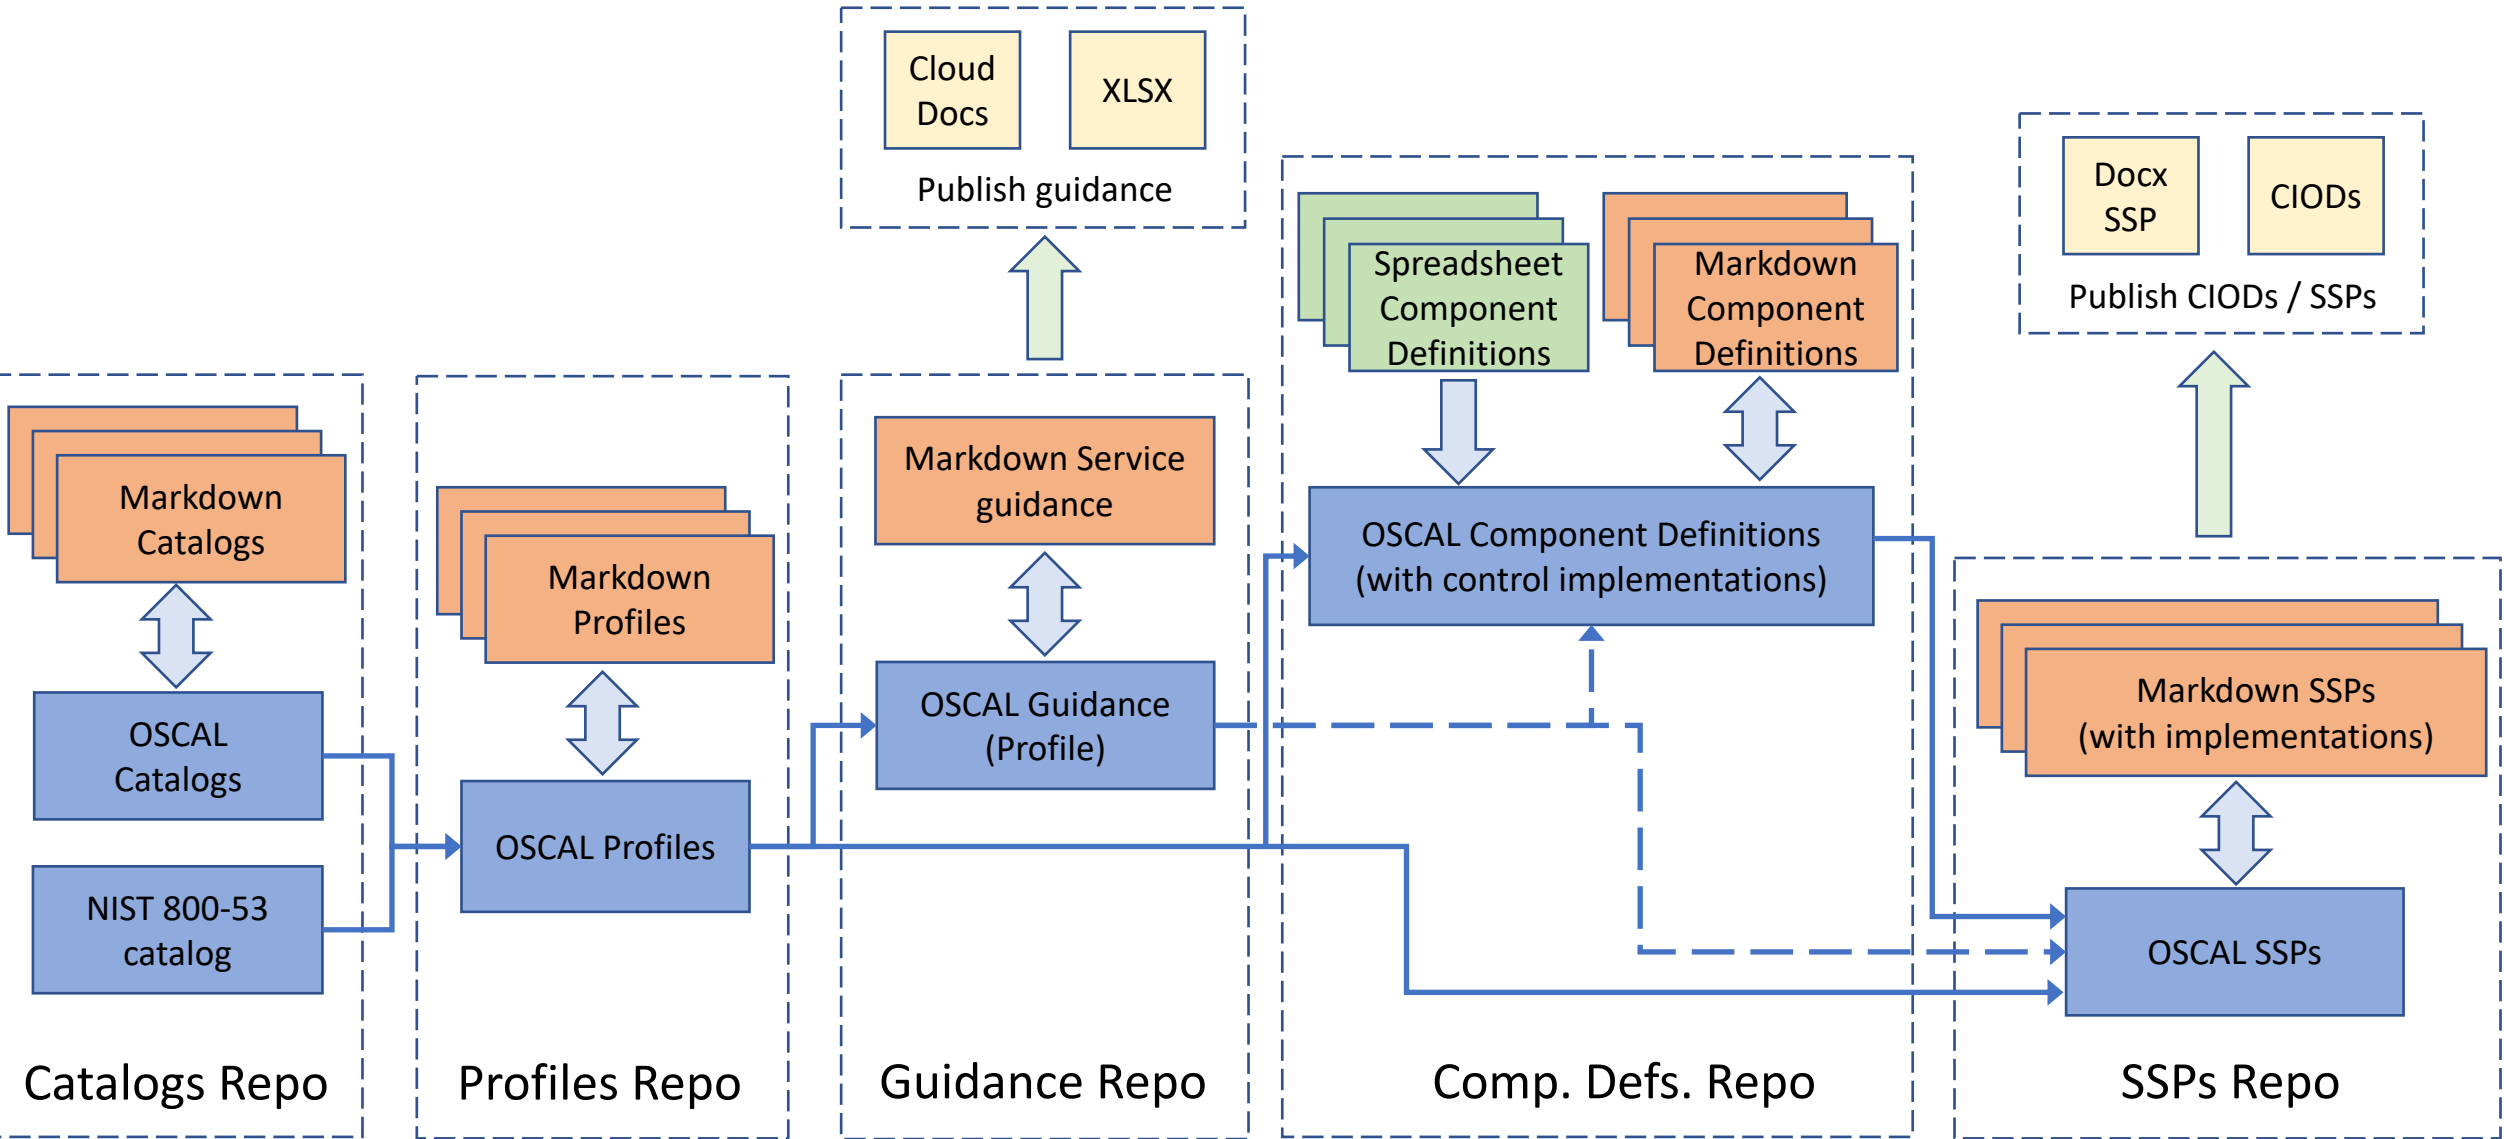 Cloud
Docs
XLSX
Publish guidance
Docx
SSP
CIODs
Publish CIODs / SSPs
Spreadsheet
Component
Definitions
Markdown
Component
Definitions
Markdown
Catalogs
OSCAL
Catalogs
NIST 800-53
catalog
Markdown
Profiles
OSCAL Profiles
Markdown Service
guidance
OSCAL Guidance
(Profile)
OSCAL Component Definitions
(with control implementations)
Markdown SSPs
(with implementations)
OSCAL SSPs
Catalogs Repo
Profiles Repo
Guidance Repo
Comp. Defs. Repo
SSPs Repo